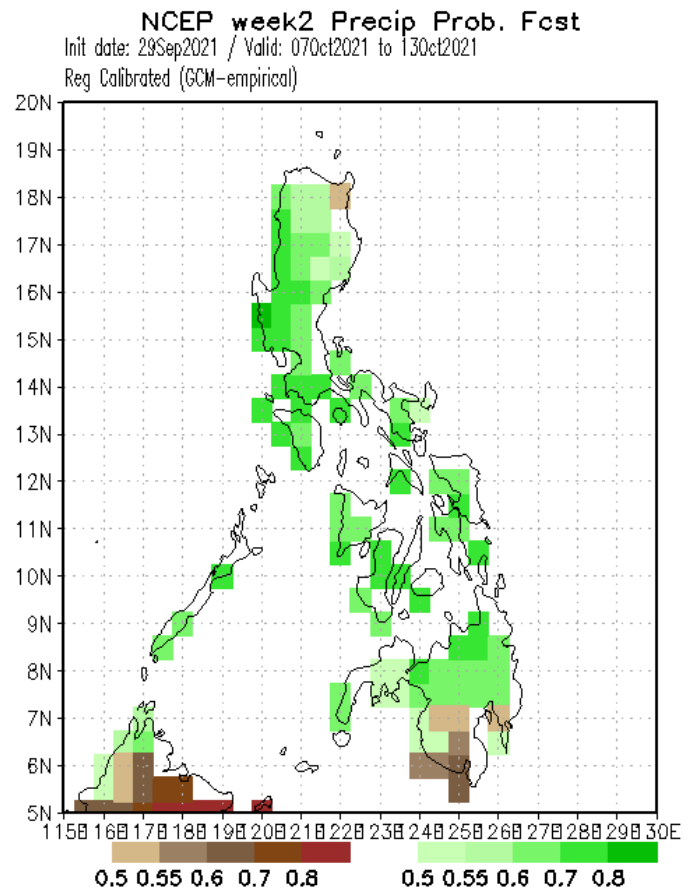 NCEP week2 Precip Prob. Fcst
Init date: 29Sep2021 / Valid: 07Oct2021 to 13Oct2021
Reg Calibrated (GCM-empirical)
20N
19N
18N
17N
16N
15N
14N
13N
12N
11N
10N
9N
8N
7N
6N
5N
115E 116E 117E 118E 119E 120E 121E 122E 123E 124E 125E 126E 127E 128E 129E 130E
0.5 0.55 0.6 0.7 0.8 0.5 0.55 0.6 0.7 0.8